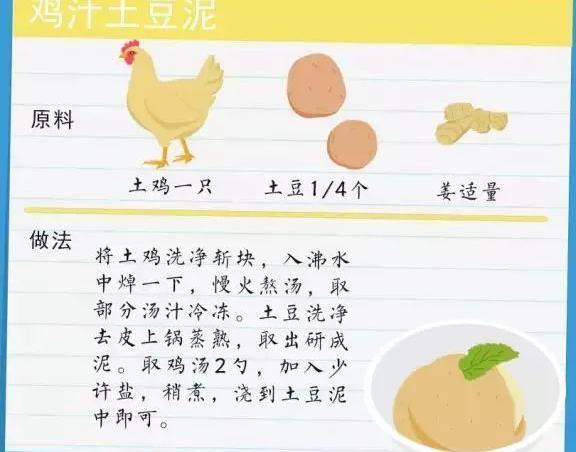 鸡汁土豆泥
原料
土鸡一只 土豆1/4个 姜适量
做法
将土鸡洗净斩块，入沸水
中焯一下，慢火熬汤，取
部分汤汁冷冻。土豆洗净
去皮上锅蒸熟，取出研成
泥。取鸡汤2勺，加入少
许盐，稍煮，浇到土豆泥
中即可。